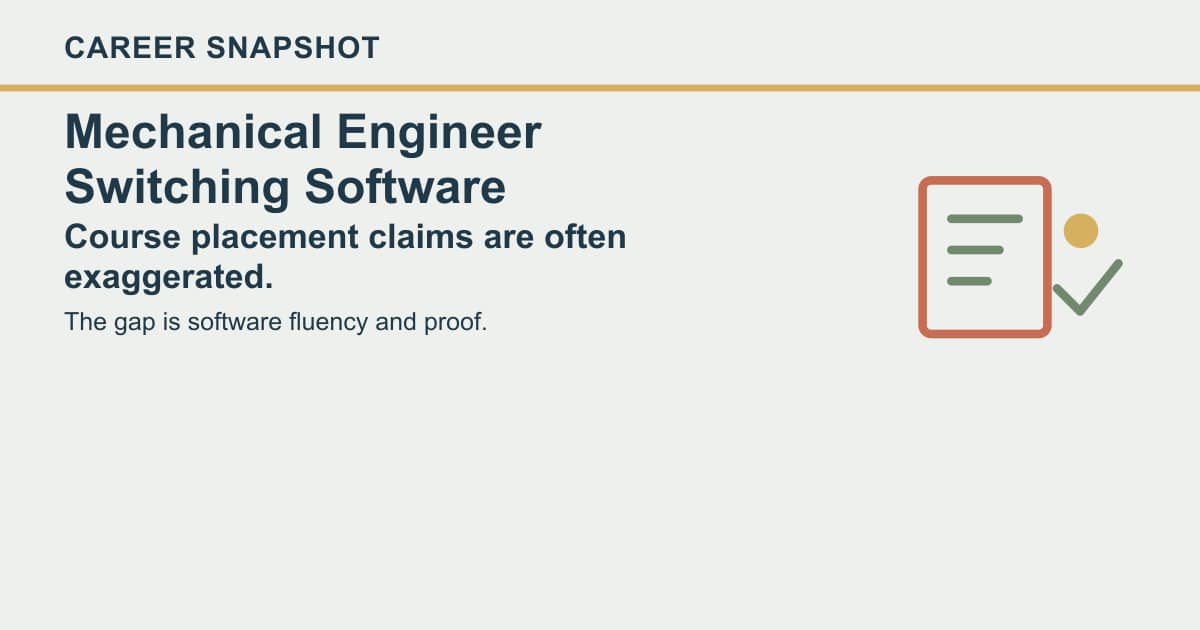 CAREER SNAPSHOT
Mechanical Engineer
Switching Software
Course placement claims are often
exaggerated.
The gap is software fluency and proof.